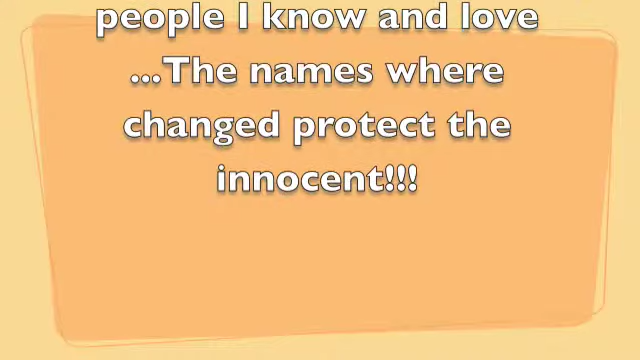 people I know and love
...The names where
changed protect the
innocent!!!